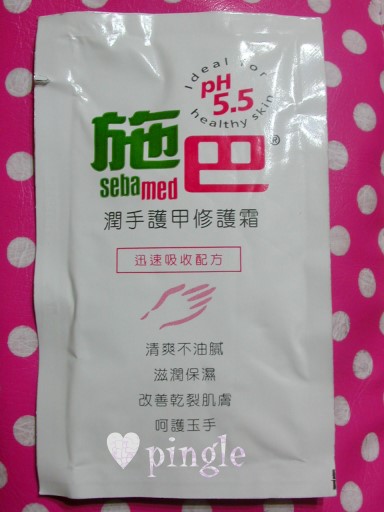 Ideal for
pH
5.5
healthy skin
施巴®
sebamed
潤手護甲修護霜
迅速吸收配方
清爽不油膩
滋潤保濕
改善乾裂肌膚
呵護玉手
pingle